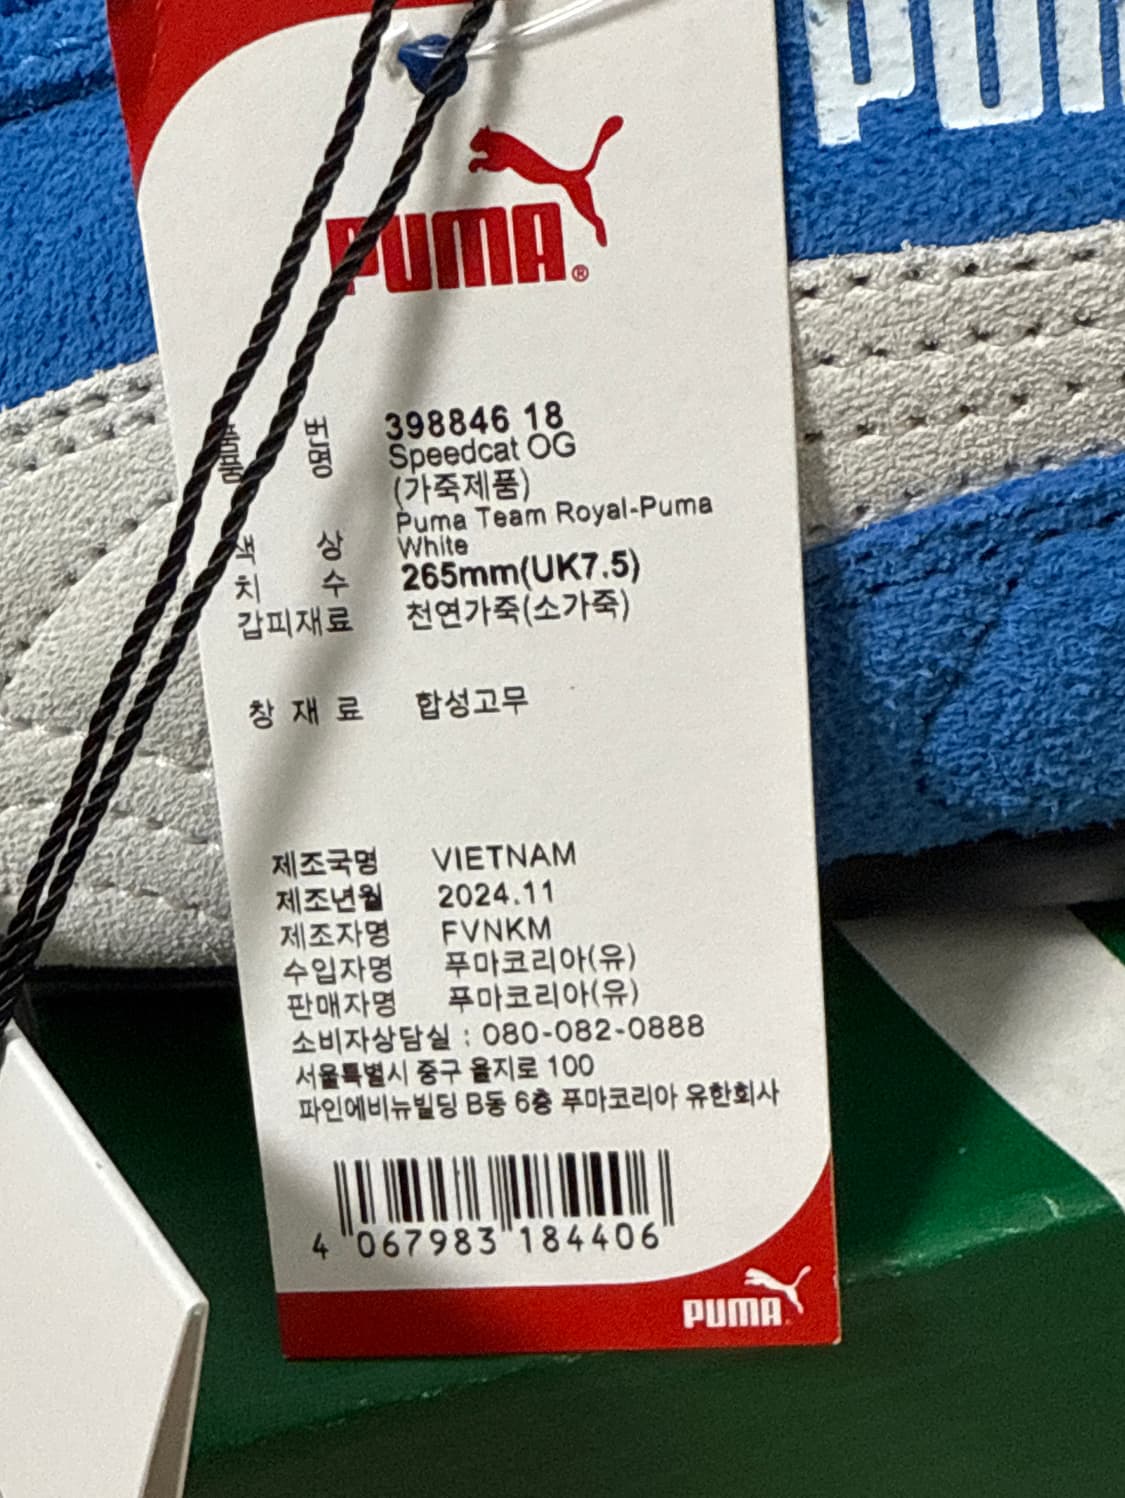 PUMA®
품 번 398846 18
품 명 Speedcat OG
(가죽제품)
Puma Team Royal-Puma
색 상 White
치 수 265mm(UK7.5)
갑피재료 천연가죽(소가죽)
창 재 료 합성고무
제조국명 VIETNAM
제조년월 2024.11
제조자명 FVNKM
수입자명 푸마코리아(유)
판매자명 푸마코리아(유)
소비자상담실 : 080-082-0888
서울특별시 중구 을지로 100
파인에비뉴빌딩 B동 6층 푸마코리아 유한회사
4 067983 184406
PUMA